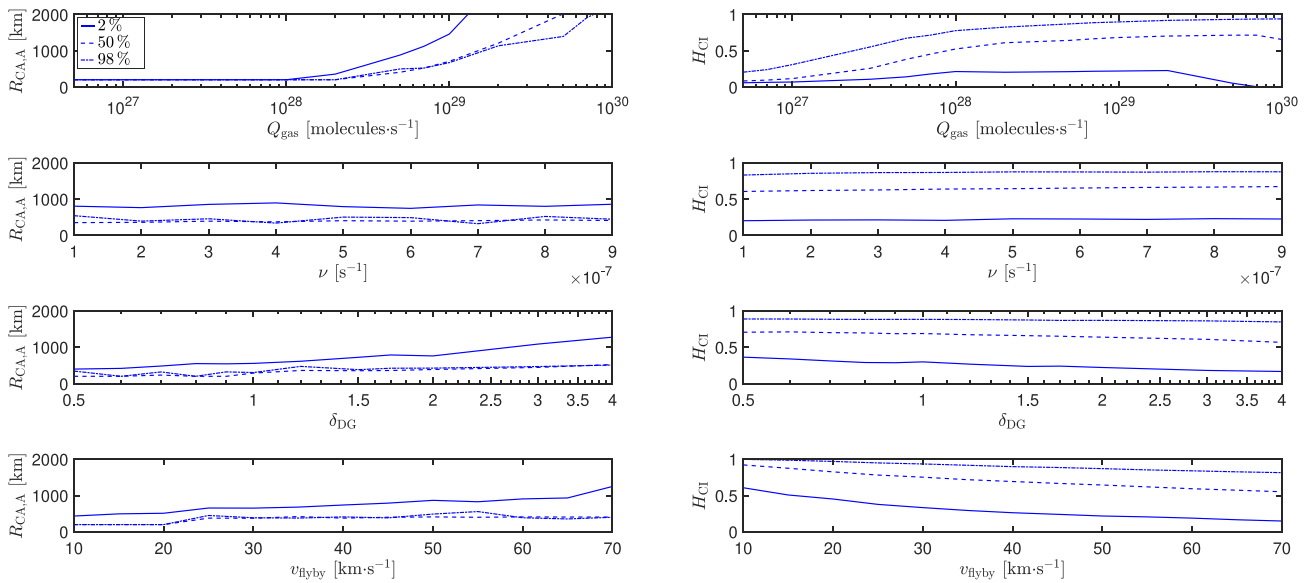 2000
1000
0
R_CA,A [km]
2 %
50 %
98 %
10^27
10^28
10^29
10^30
Q_gas [molecules·s^−1]
1
0.5
0
H_CI
10^27
10^28
10^29
10^30
Q_gas [molecules·s^−1]
2000
1000
0
R_CA,A [km]
1 2 3 4 5 6 7 8 9
ν [s^−1]
×10^-7
1
0.5
0
H_CI
1 2 3 4 5 6 7 8 9
ν [s^−1]
×10^-7
2000
1000
0
R_CA,A [km]
0.5 1 1.5 2 2.5 3 3.5 4
δ_DG
1
0.5
0
H_CI
0.5 1 1.5 2 2.5 3 3.5 4
δ_DG
2000
1000
0
R_CA,A [km]
10 20 30 40 50 60 70
v_flyby [km·s^−1]
1
0.5
0
H_CI
10 20 30 40 50 60 70
v_flyby [km·s^−1]